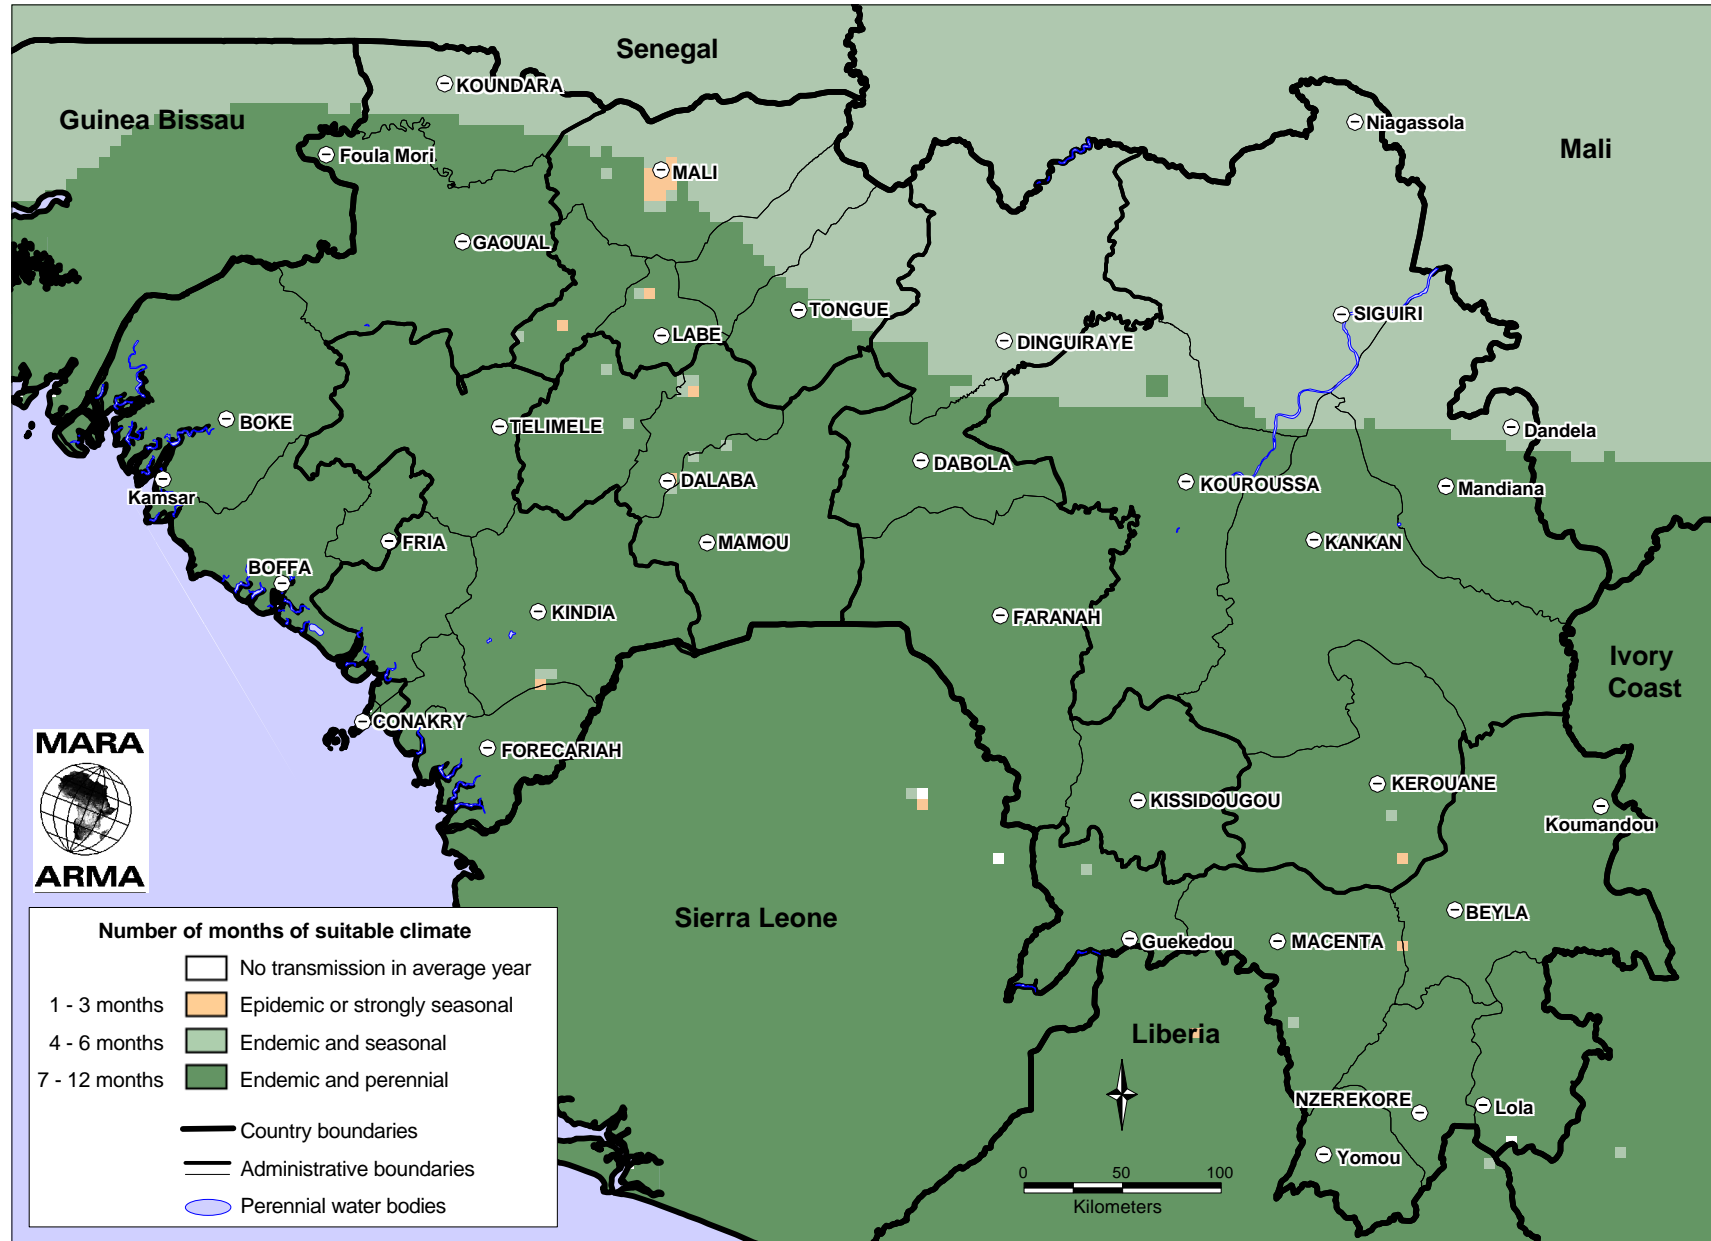 Senegal
KOUNDARA
Guinea Bissau
Niagassola
Mali
Foula Mori
MALI
GAOUAL
TONGUE
SIGUIRI
LABE
DINGUIRAYE
BOKE
TELIMELE
Dandela
DABOLA
DALABA
KOUROUSSA
Mandiana
Kamsar
FRIA
MAMOU
KANKAN
BOFFA
KINDIA
FARANAH
Ivory
Coast
CONAKRY
FORECARIAH
MARA
ARMA
KISSIDOUGOU
KEROUANE
Koumandou
Sierra Leone
BEYLA
Guekedou
MACENTA
Liberia
NZEREKORE
Lola
Yomou
Number of months of suitable climate
No transmission in average year
1 - 3 months Epidemic or strongly seasonal
4 - 6 months Endemic and seasonal
7 - 12 months Endemic and perennial
Country boundaries
Administrative boundaries
Perennial water bodies
0 50 100
Kilometers